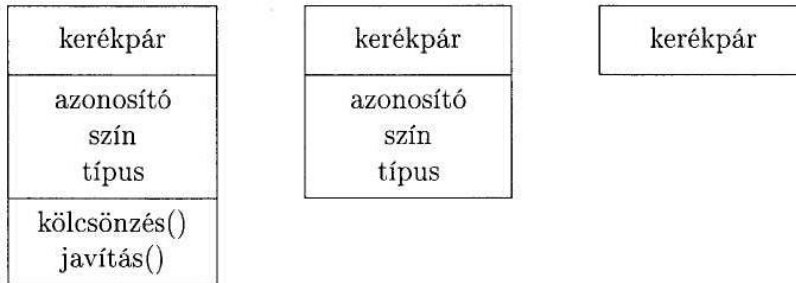 kerékpár
azonosító
szín
típus
kölcsönzés()
javítás()
kerékpár
azonosító
szín
típus
kerékpár